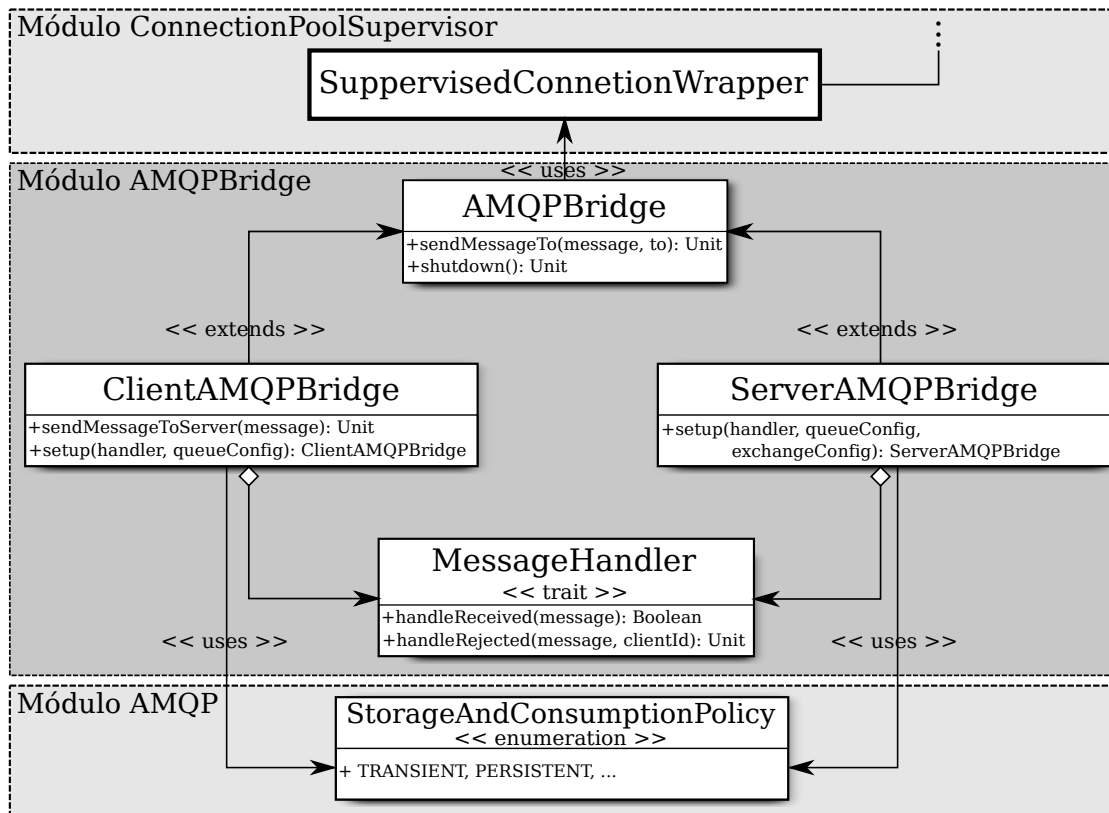 Módulo ConnectionPoolSupervisor
SuppervisedConnetionWrapper
<< uses >>
Módulo AMQPBridge
AMQPBridge
+sendMessageTo(message, to): Unit
+shutdown(): Unit
<< extends >>
<< extends >>
ClientAMQPBridge
+sendMessageToServer(message): Unit
+setup(handler, queueConfig): ClientAMQPBridge
ServerAMQPBridge
+setup(handler, queueConfig,
exchangeConfig): ServerAMQPBridge
MessageHandler
<< trait >>
+handleReceived(message): Boolean
+handleRejected(message, clientId): Unit
<< uses >>
<< uses >>
Módulo AMQP
StorageAndConsumptionPolicy
<< enumeration >>
+ TRANSIENT, PERSISTENT, ...